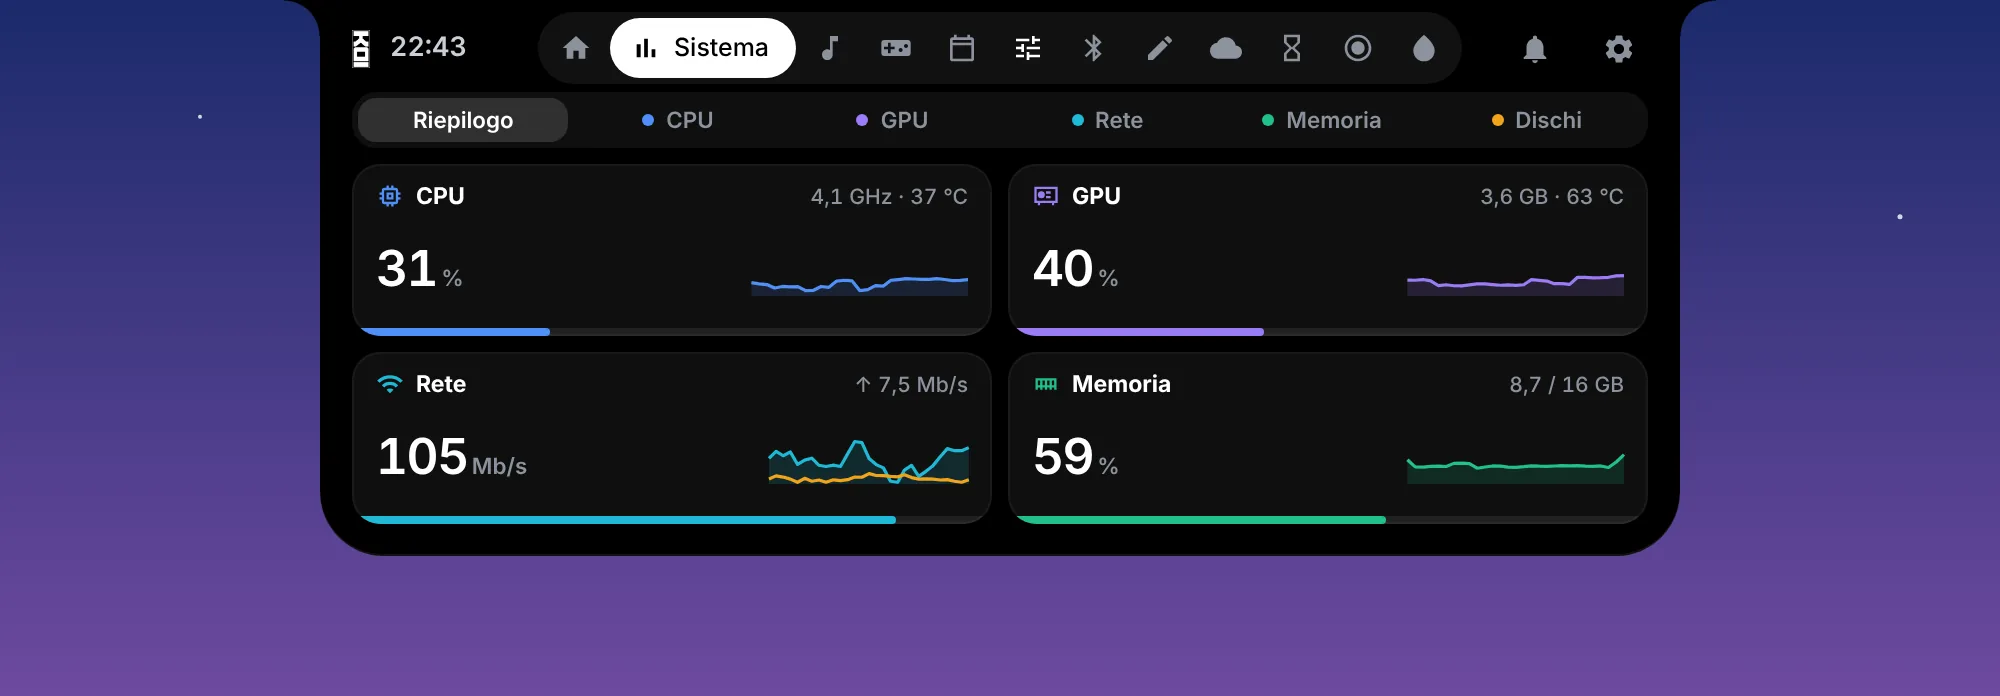 22:43
Sistema
Riepilogo
CPU
GPU
Rete
Memoria
Dischi
CPU
4,1 GHz · 37 °C
31 %
GPU
3,6 GB · 63 °C
40 %
Rete
↑ 7,5 Mb/s
105 Mb/s
Memoria
8,7 / 16 GB
59 %